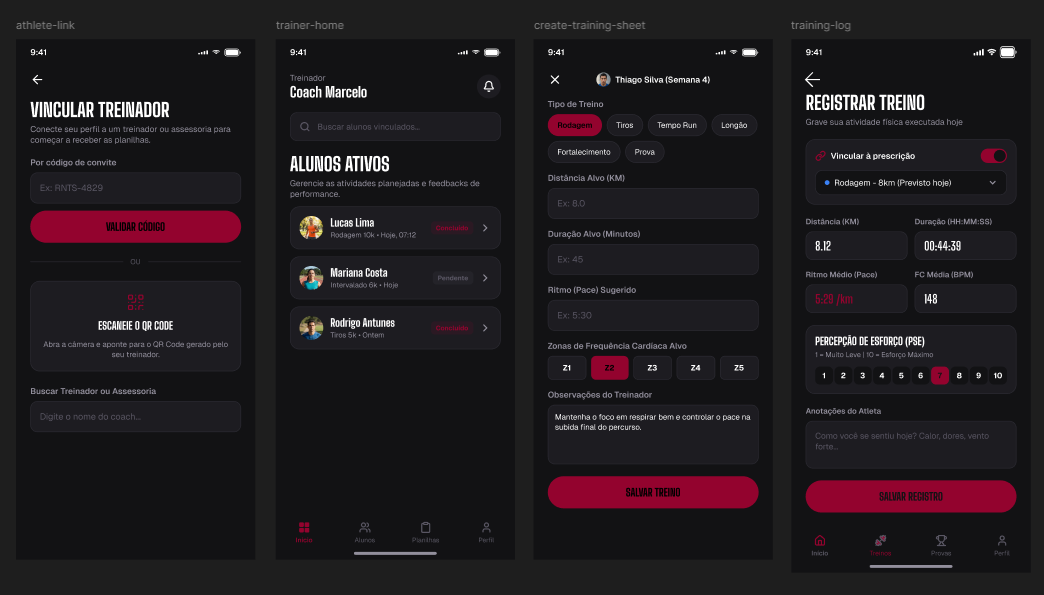 athlete-link
9:41
VINCULAR TREINADOR
Conecte seu perfil a um treinador ou assessoria para
começar a receber as planilhas.
Por código de convite
Ex: RNTS-4829
VALIDAR CÓDIGO
OU
ESCANEIE O QR CODE
Abra a câmera e aponte para o QR Code gerado pelo
seu treinador.
Buscar Treinador ou Assessoria
Digite o nome do coach...
trainer-home
9:41
Treinador
Coach Marcelo
Buscar alunos vinculados...
ALUNOS ATIVOS
Gerencie as atividades planejadas e feedbacks de
performance.
Lucas Lima
Rodagem 10k • Hoje, 07:12
Concluído
Mariana Costa
Intervalado 6k • Hoje
Pendente
Rodrigo Antunes
Tiros 5k • Ontem
Início
Alunos
Planilhas
Perfil
create-training-sheet
9:41
Thiago Silva (Semana 4)
Tipo de Treino
Rodagem
Tiros
Tempo Run
Longão
Fortalecimento
Prova
Distância Alvo (KM)
Ex: 8.0
Duração Alvo (Minutos)
Ex: 45
Ritmo (Pace) Sugerido
Ex: 5:30
Zonas de Frequência Cardíaca Alvo
Z1
Z2
Z3
Z4
Z5
Observações do Treinador
Mantenha o foco em respirar bem e controlar o pace na
subida final do percurso.
SALVAR TREINO
training-log
9:41
REGISTRAR TREINO
Grave sua atividade física executada hoje
Vincular à prescrição
Rodagem - 8km (Previsto hoje)
Distância (KM)
Duração (HH:MM:SS)
8.12
00:44:39
Ritmo Médio (Pace)
FC Média (BPM)
5:29 /km
148
PERCEPÇÃO DE ESFORÇO (PSE)
1 = Muito Leve | 10 = Esforço Máximo
1 2 3 4 5 6 7 8 9 10
Anotações do Atleta
Como você se sentiu hoje? Calor, dores, vento
forte...
SALVAR REGISTRO
Início
Treinos
Provas
Perfil